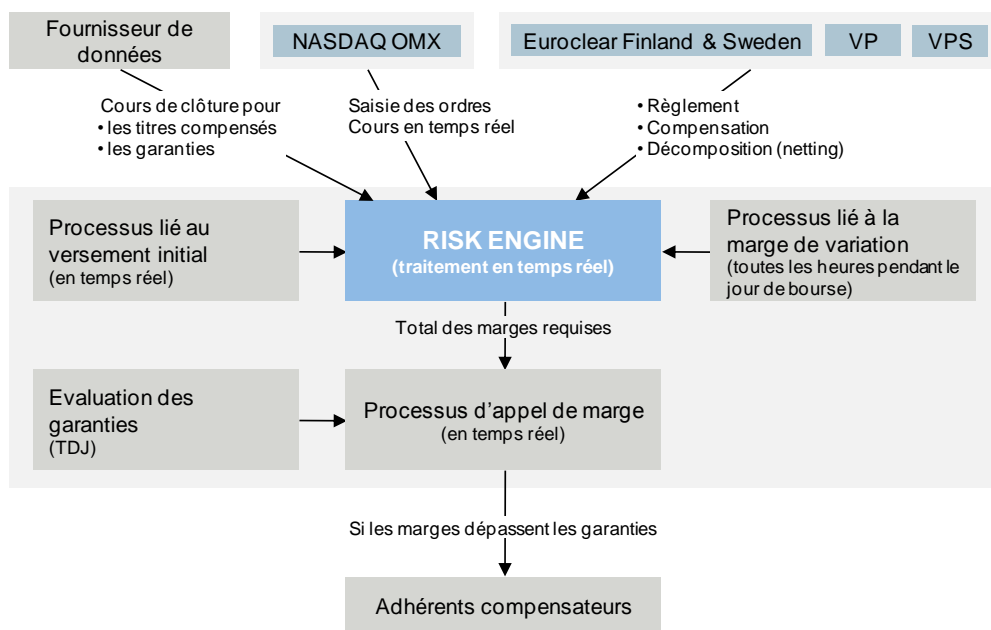 Fournisseur de
données
NASDAQ OMX
Euroclear Finland & Sweden
VP
VPS
Cours de clôture pour
• les titres compensés
• les garanties
Saisie des ordres
Cours en temps réel
• Règlement
• Compensation
• Décomposition (netting)
Processus lié au
versement initial
(en temps réel)
RISK ENGINE
(traitement en temps réel)
Processus lié à la
marge de variation
(toutes les heures pendant le
jour de bourse)
Total des marges requises
Evaluation des
garanties
(TDJ)
Processus d’appel de marge
(en temps réel)
Si les marges dépassent les garanties
Adhérents compensateurs